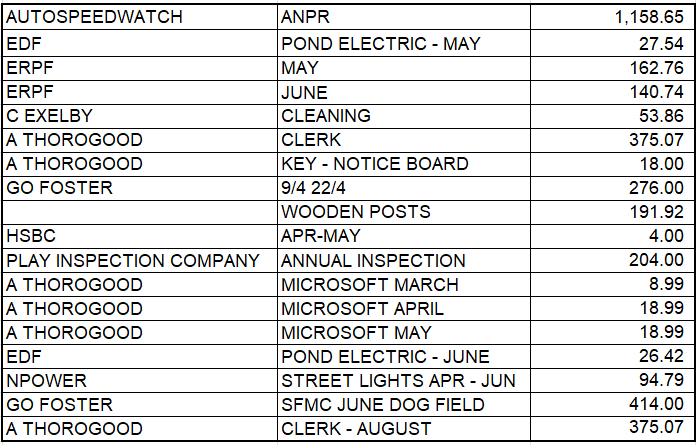 AUTOSPEEDWATCH ANPR 1,158.65
EDF POND ELECTRIC - MAY 27.54
ERPF MAY 162.76
ERPF JUNE 140.74
C EXELBY CLEANING 53.86
A THOROGOOD CLERK 375.07
A THOROGOOD KEY - NOTICE BOARD 18.00
GO FOSTER 9/4 22/4 276.00
WOODEN POSTS 191.92
HSBC APR-MAY 4.00
PLAY INSPECTION COMPANY ANNUAL INSPECTION 204.00
A THOROGOOD MICROSOFT MARCH 8.99
A THOROGOOD MICROSOFT APRIL 18.99
A THOROGOOD MICROSOFT MAY 18.99
EDF POND ELECTRIC - JUNE 26.42
NPOWER STREET LIGHTS APR - JUN 94.79
GO FOSTER SFMC JUNE DOG FIELD 414.00
A THOROGOOD CLERK - AUGUST 375.07